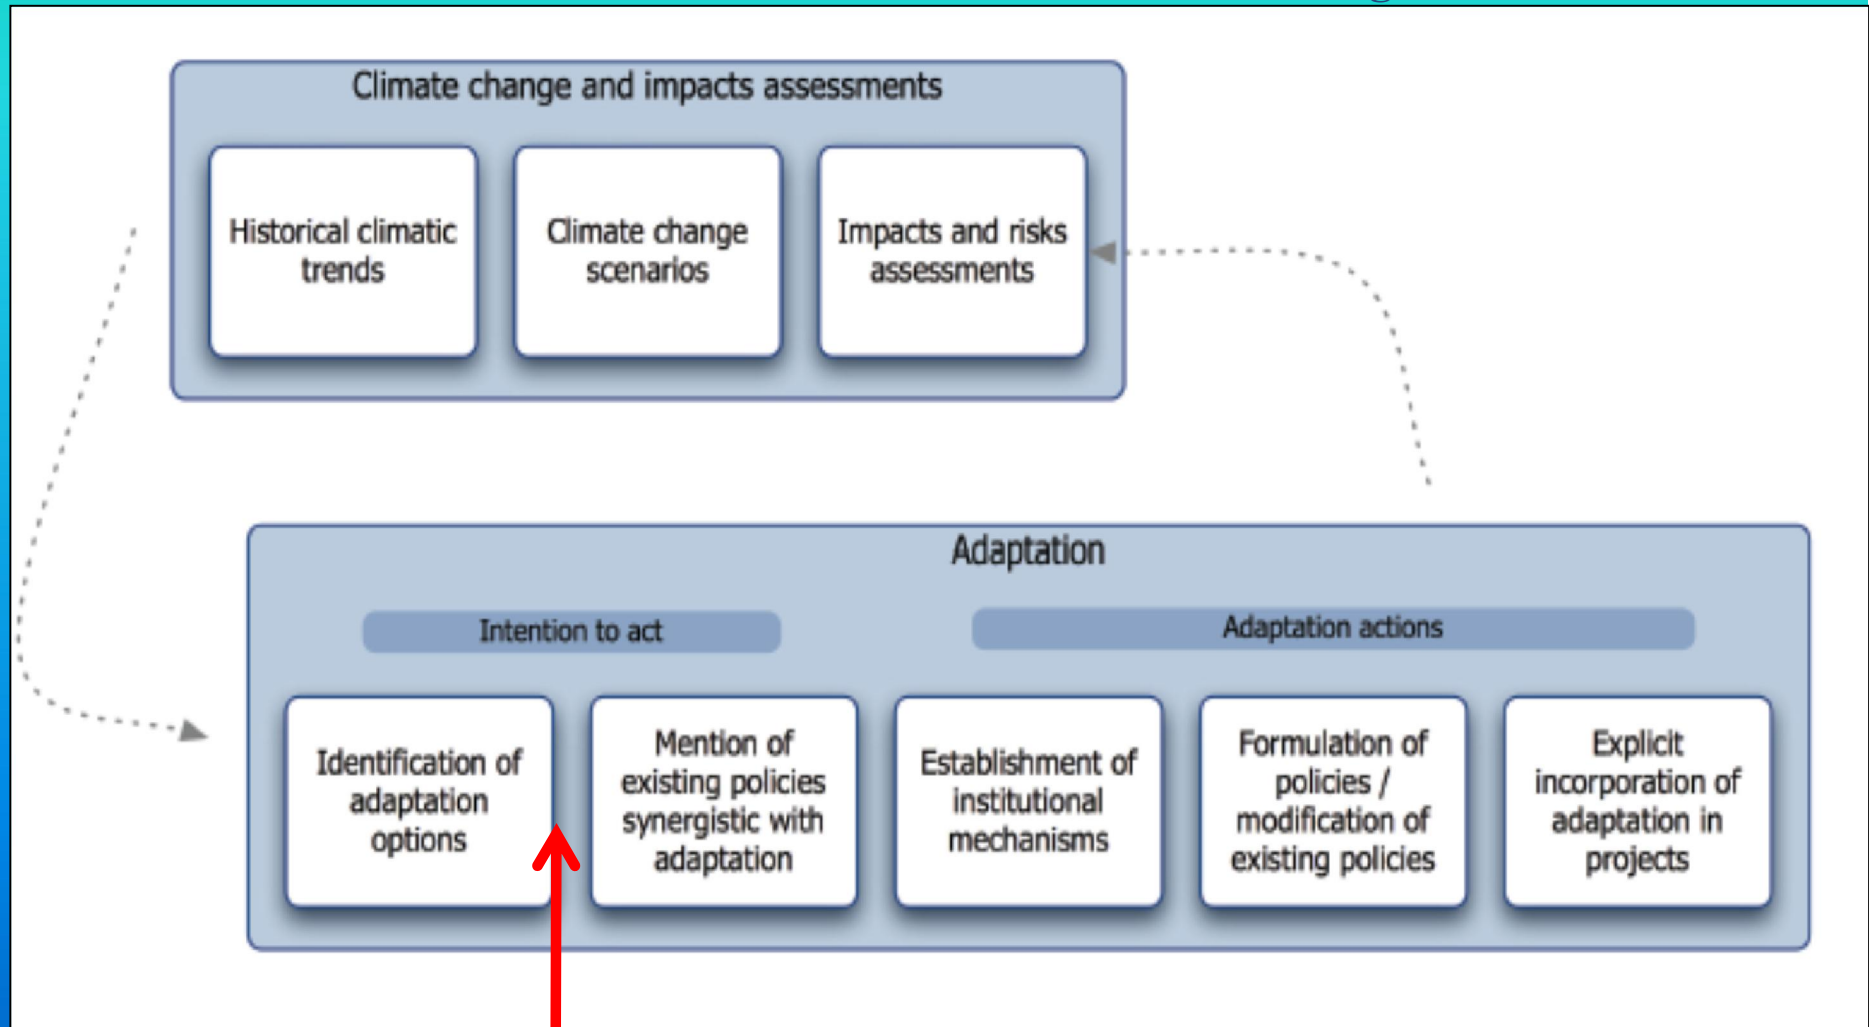 Climate change and impacts assessments
Historical climatic
trends
Climate change
scenarios
Impacts and risks
assessments
Adaptation
Intention to act
Adaptation actions
Identification of
adaptation
options
Mention of
existing policies
synergistic with
adaptation
Establishment of
institutional
mechanisms
Formulation of
policies /
modification of
existing policies
Explicit
incorporation of
adaptation in
projects